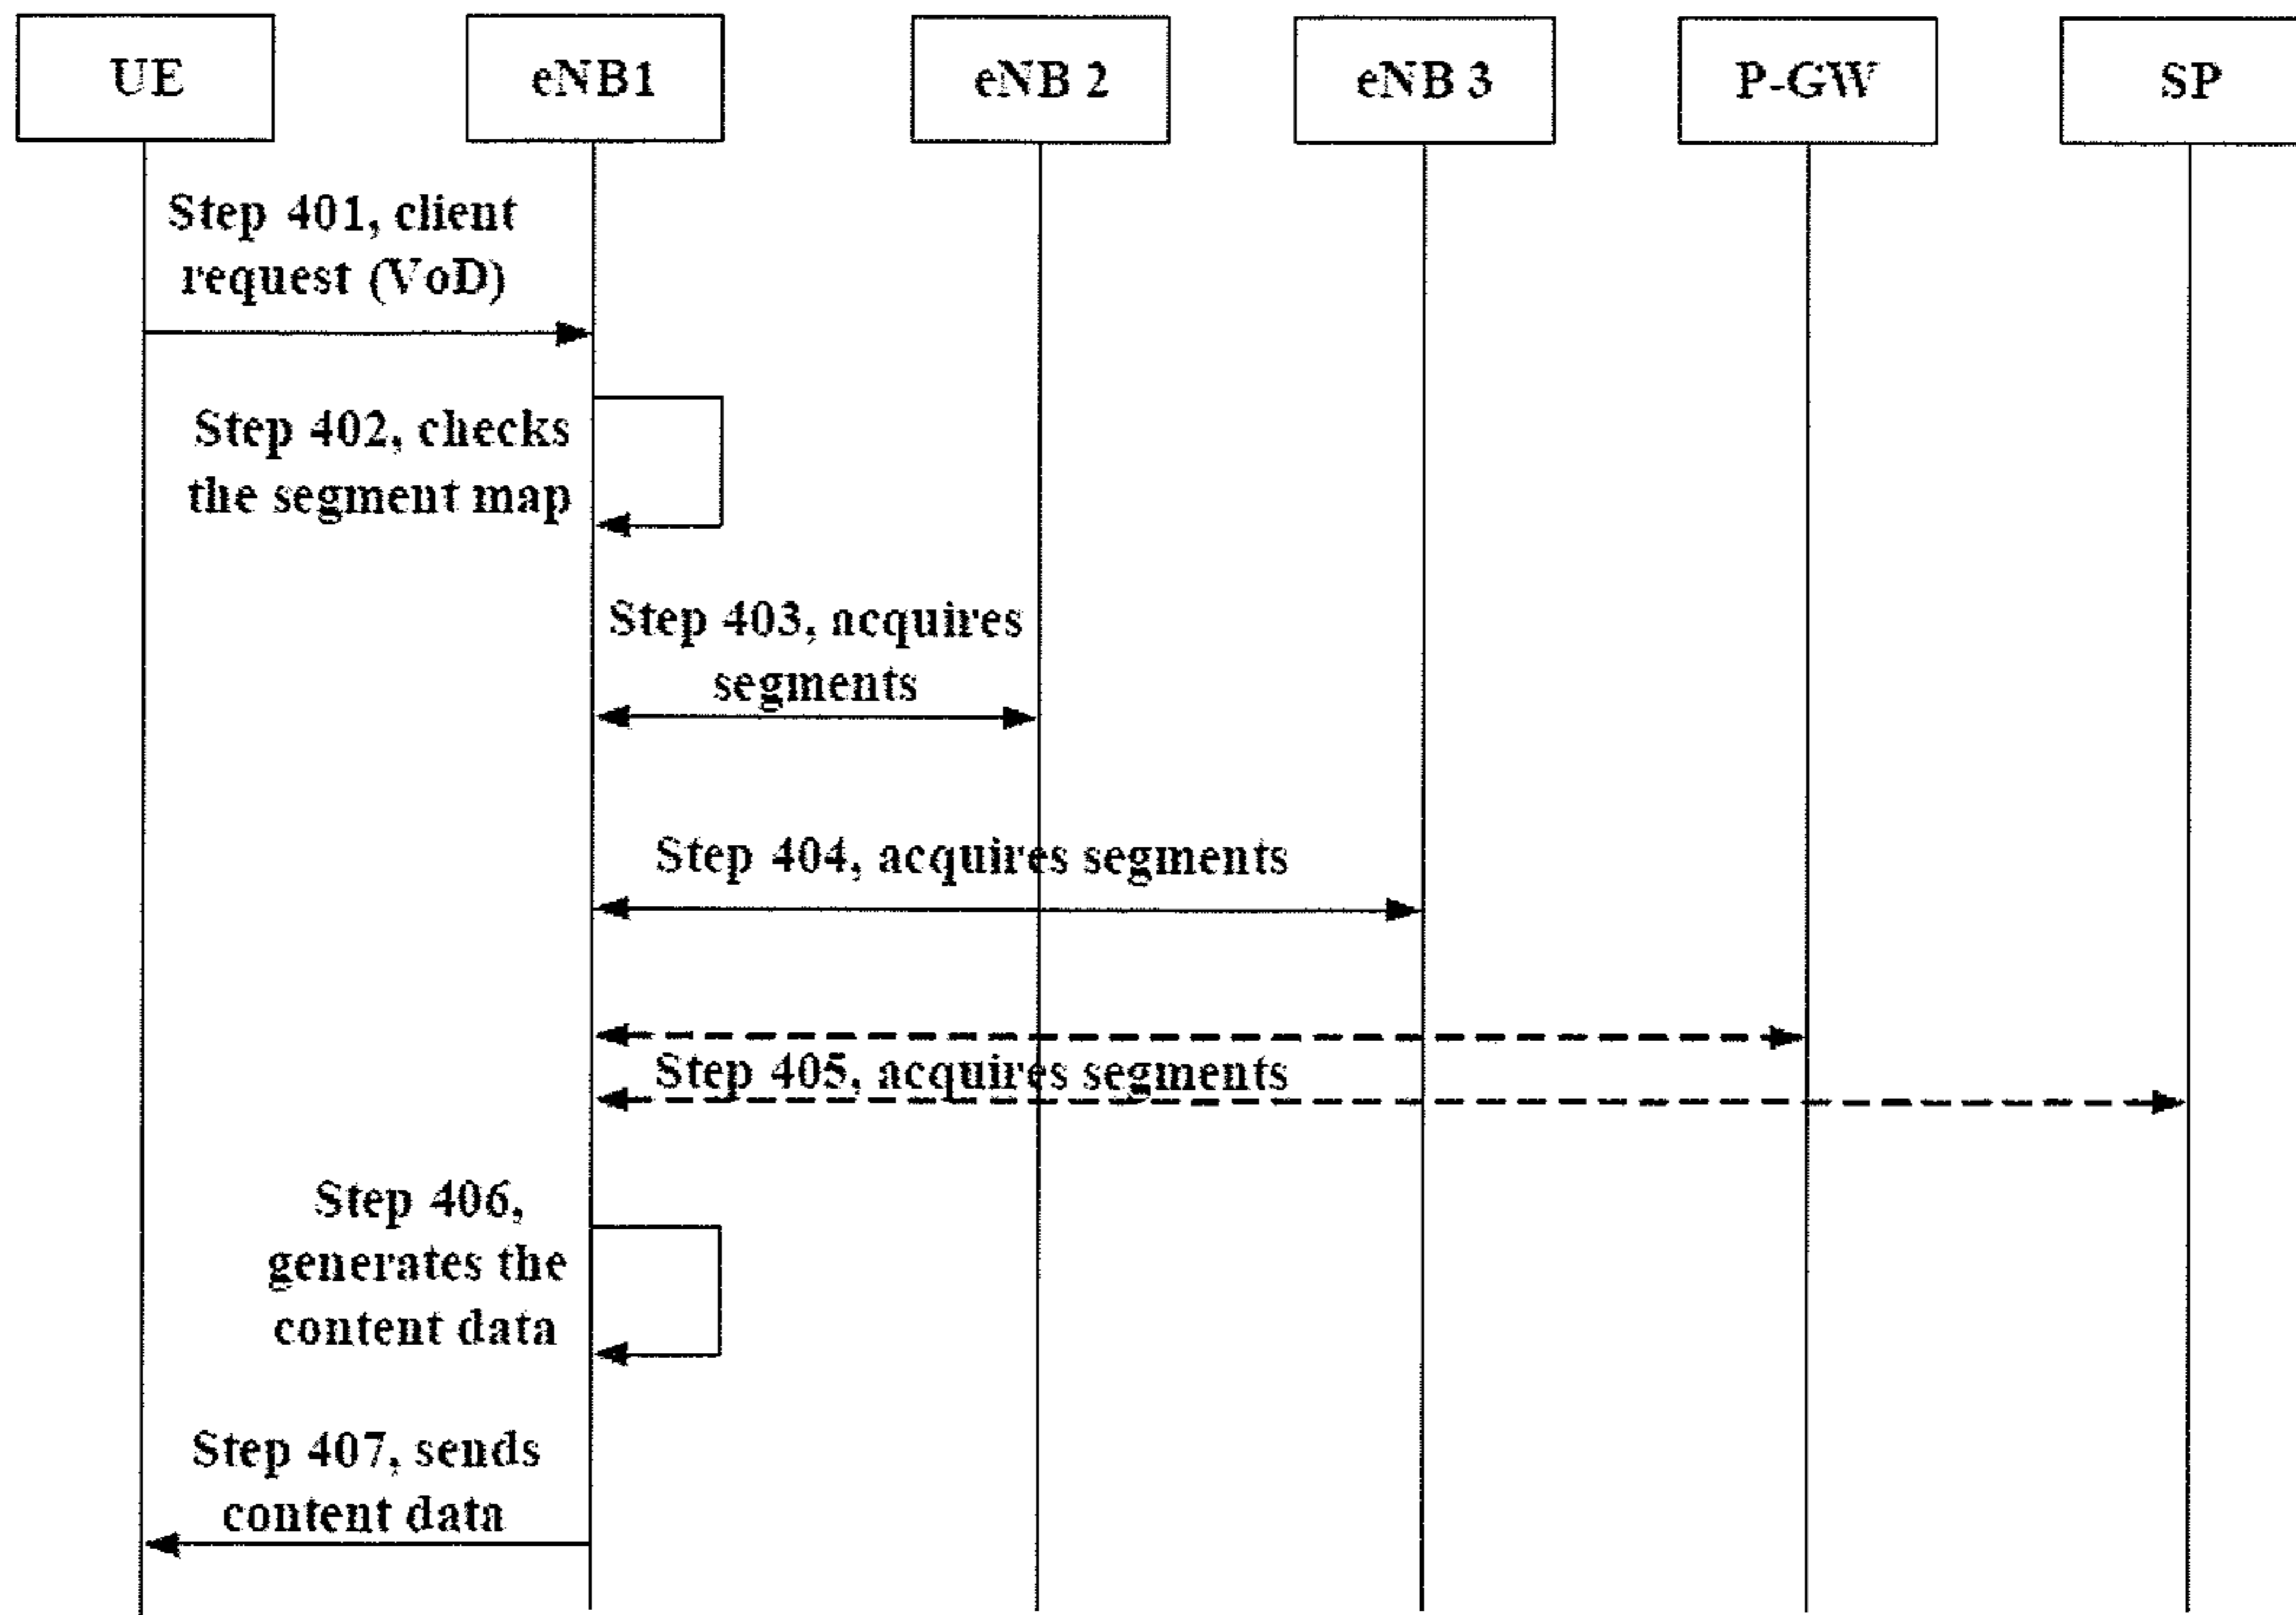 UE
eNB1
eNB 2
eNB 3
P-GW
SP
Step 401, client
request (VoD)
Step 402, checks
the segment map
Step 403, acquires
segments
Step 404, acquires segments
Step 405, acquires segments
Step 406,
generates the
content data
Step 407, sends
content data